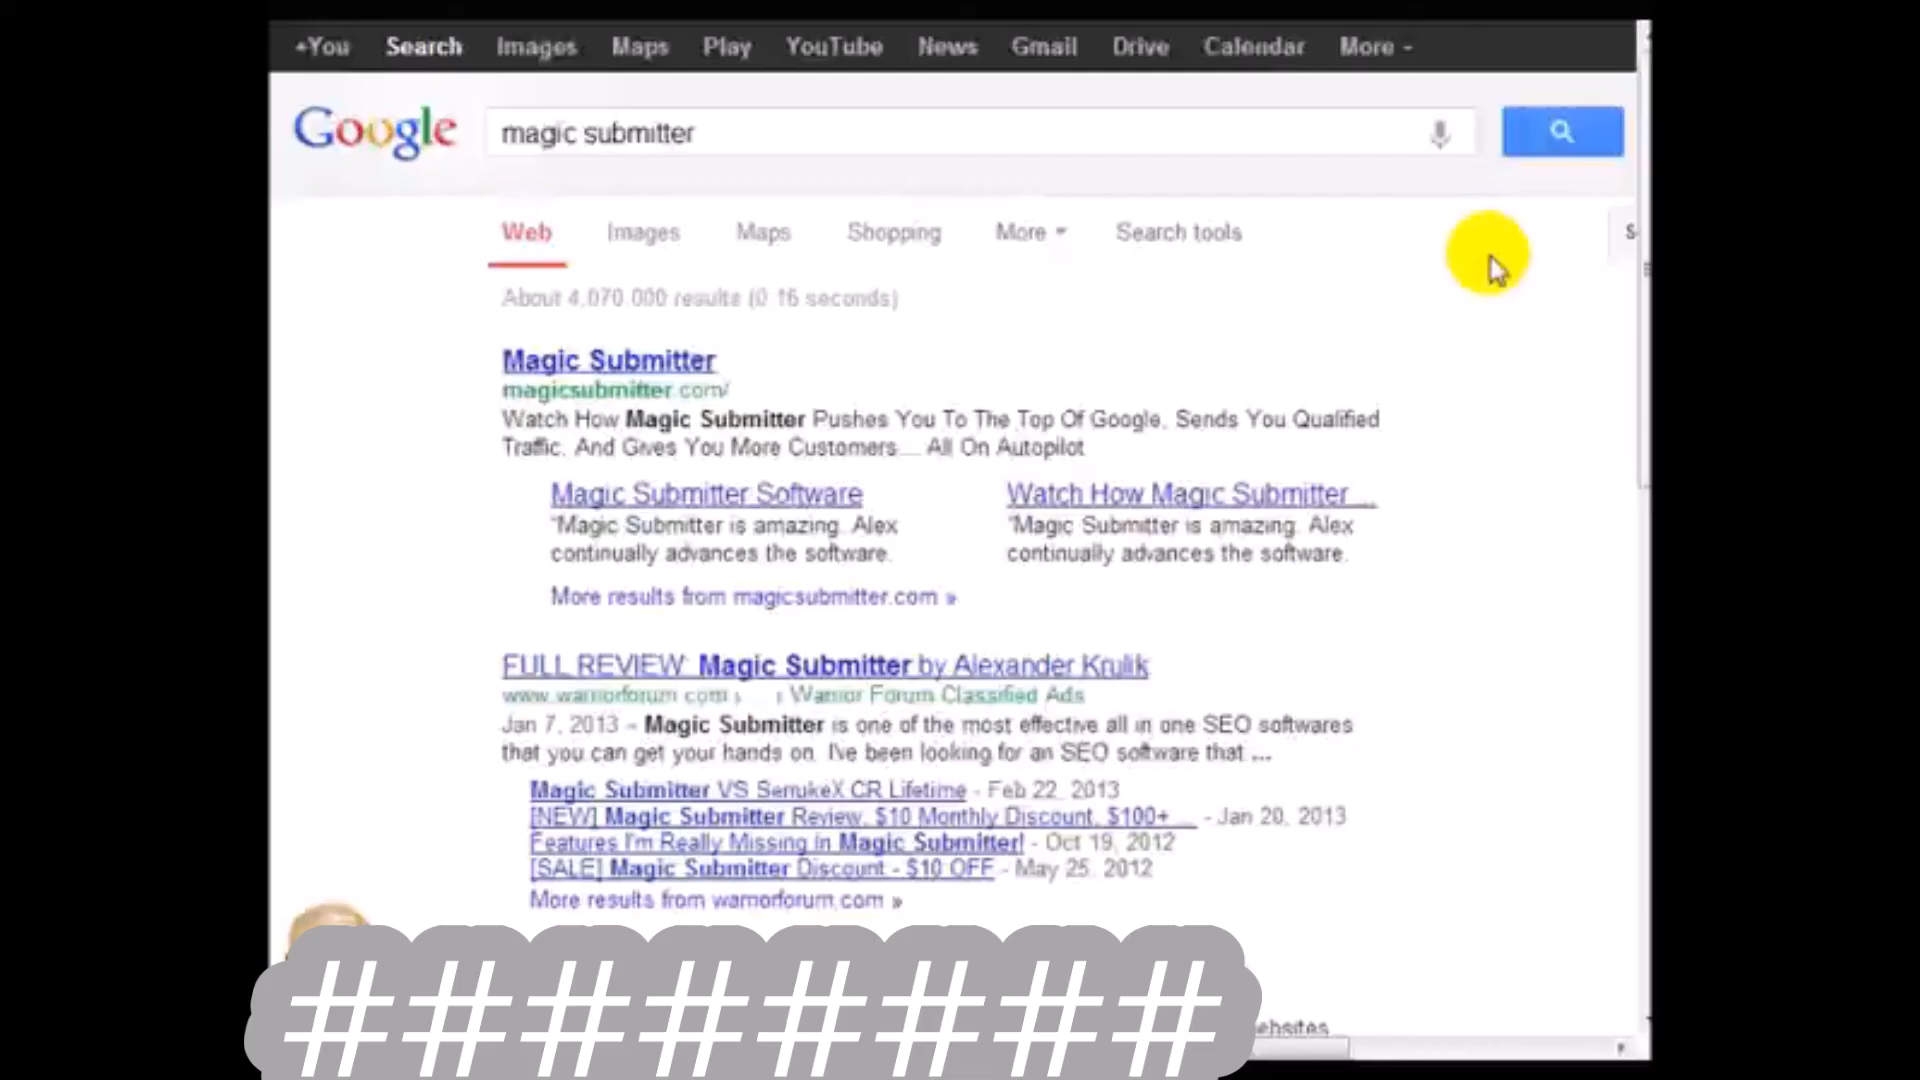 +You Search Images Maps Play YouTube News Gmail Drive Calendar More
Google magic submitter
Web Images Maps Shopping More Search tools S
About 4,070,000 results (0.16 seconds)
Magic Submitter
magicsubmitter.com/
Watch How Magic Submitter Pushes You To The Top Of Google, Sends You Qualified
Traffic, And Gives You More Customers.... All On Autopilot
Magic Submitter Software
"Magic Submitter is amazing. Alex
continually advances the software.
Watch How Magic Submitter ...
"Magic Submitter is amazing. Alex
continually advances the software.
More results from magicsubmitter.com »
FULL REVIEW: Magic Submitter by Alexander Krulik
www.warriorforum.com › ... › Warrior Forum Classified Ads
Jan 7, 2013 – Magic Submitter is one of the most effective all in one SEO softwares
that you can get your hands on. I've been looking for an SEO software that ...
Magic Submitter VS SenukeX CR Lifetime - Feb 22, 2013
[NEW] Magic Submitter Review, $10 Monthly Discount, $100+ ... - Jan 20, 2013
Features I'm Really Missing in Magic Submitter! - Oct 19, 2012
[SALE] Magic Submitter Discount - $10 OFF - May 25, 2012
More results from warriorforum.com »
########